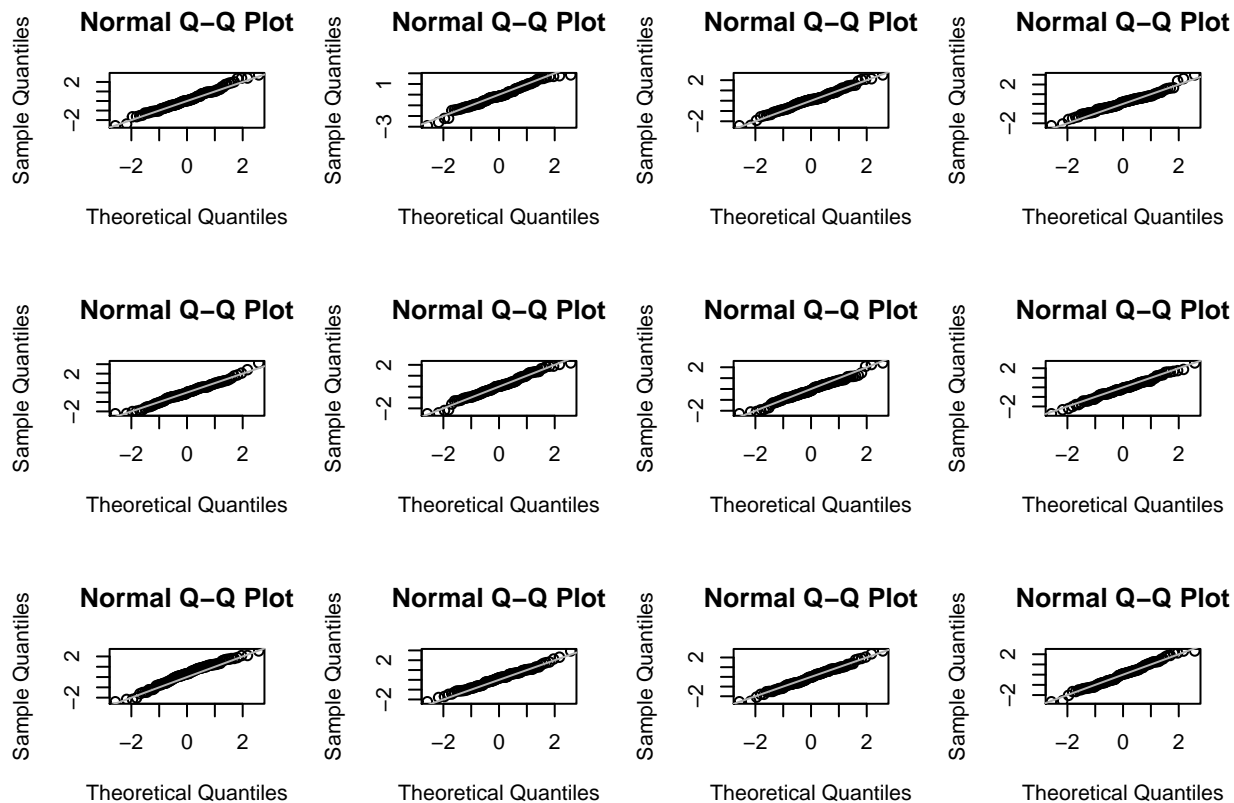 Normal Q−Q Plot
Sample Quantiles
2
−2
−2 0 2
Theoretical Quantiles
Normal Q−Q Plot
Sample Quantiles
1
−3
−2 0 2
Theoretical Quantiles
Normal Q−Q Plot
Sample Quantiles
2
−2
−2 0 2
Theoretical Quantiles
Normal Q−Q Plot
Sample Quantiles
2
−2
−2 0 2
Theoretical Quantiles
Normal Q−Q Plot
Sample Quantiles
2
−2
−2 0 2
Theoretical Quantiles
Normal Q−Q Plot
Sample Quantiles
2
−2
−2 0 2
Theoretical Quantiles
Normal Q−Q Plot
Sample Quantiles
2
−2
−2 0 2
Theoretical Quantiles
Normal Q−Q Plot
Sample Quantiles
2
−2
−2 0 2
Theoretical Quantiles
Normal Q−Q Plot
Sample Quantiles
2
−2
−2 0 2
Theoretical Quantiles
Normal Q−Q Plot
Sample Quantiles
2
−2
−2 0 2
Theoretical Quantiles
Normal Q−Q Plot
Sample Quantiles
2
−2
−2 0 2
Theoretical Quantiles
Normal Q−Q Plot
Sample Quantiles
2
−2
−2 0 2
Theoretical Quantiles